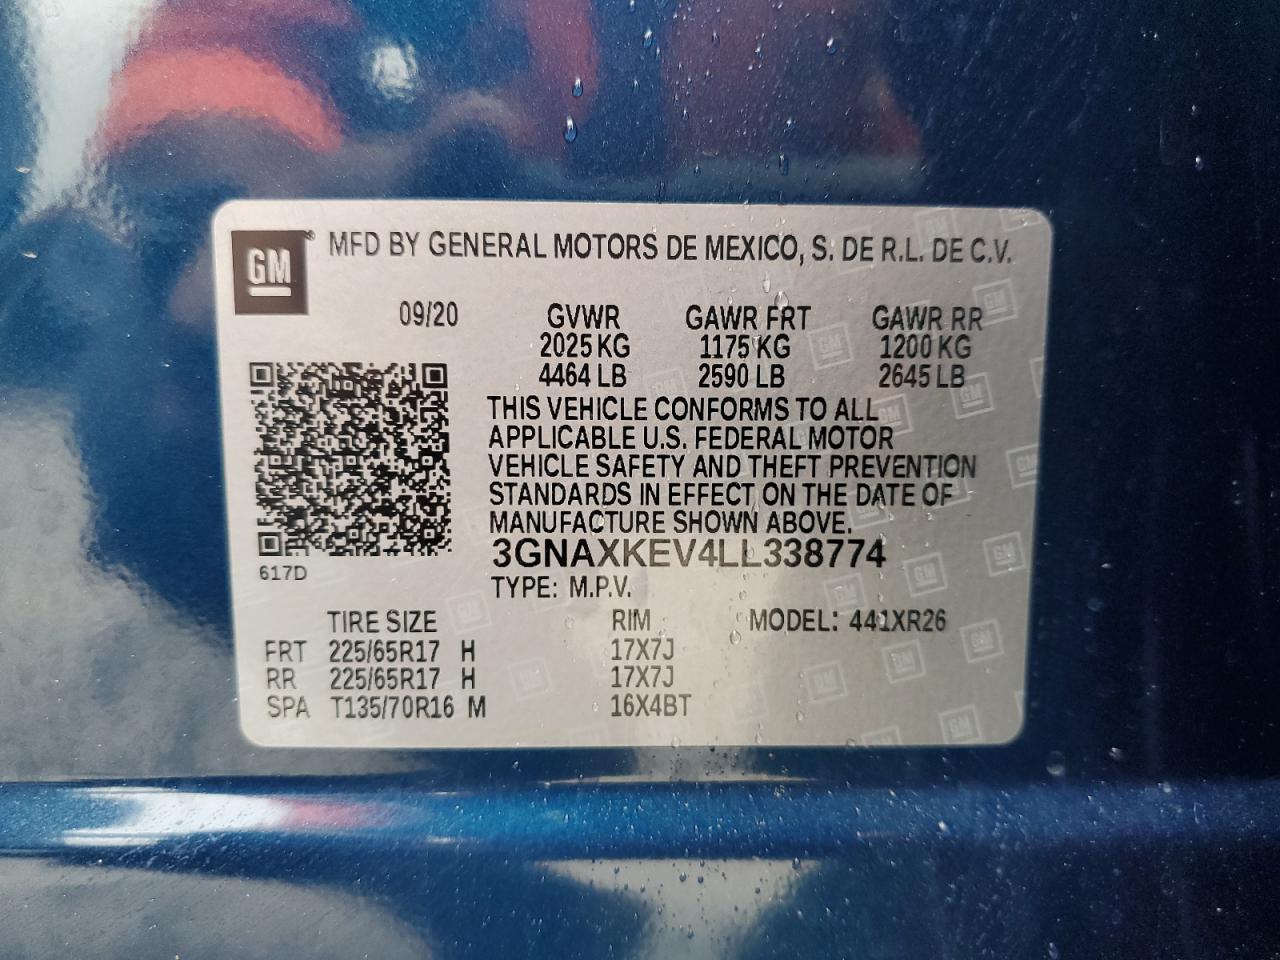 GM ® MFD BY GENERAL MOTORS DE MEXICO, S. DE R.L. DE C.V.
09/20 GVWR GAWR FRT GAWR RR
2025 KG 1175 KG 1200 KG
4464 LB 2590 LB 2645 LB
THIS VEHICLE CONFORMS TO ALL
APPLICABLE U.S. FEDERAL MOTOR
VEHICLE SAFETY AND THEFT PREVENTION
STANDARDS IN EFFECT ON THE DATE OF
MANUFACTURE SHOWN ABOVE.
3GNAXKEV4LL338774
617D
TYPE: M.P.V.
TIRE SIZE RIM MODEL: 441XR26
FRT 225/65R17 H 17X7J
RR 225/65R17 H 17X7J
SPA T135/70R16 M 16X4BT